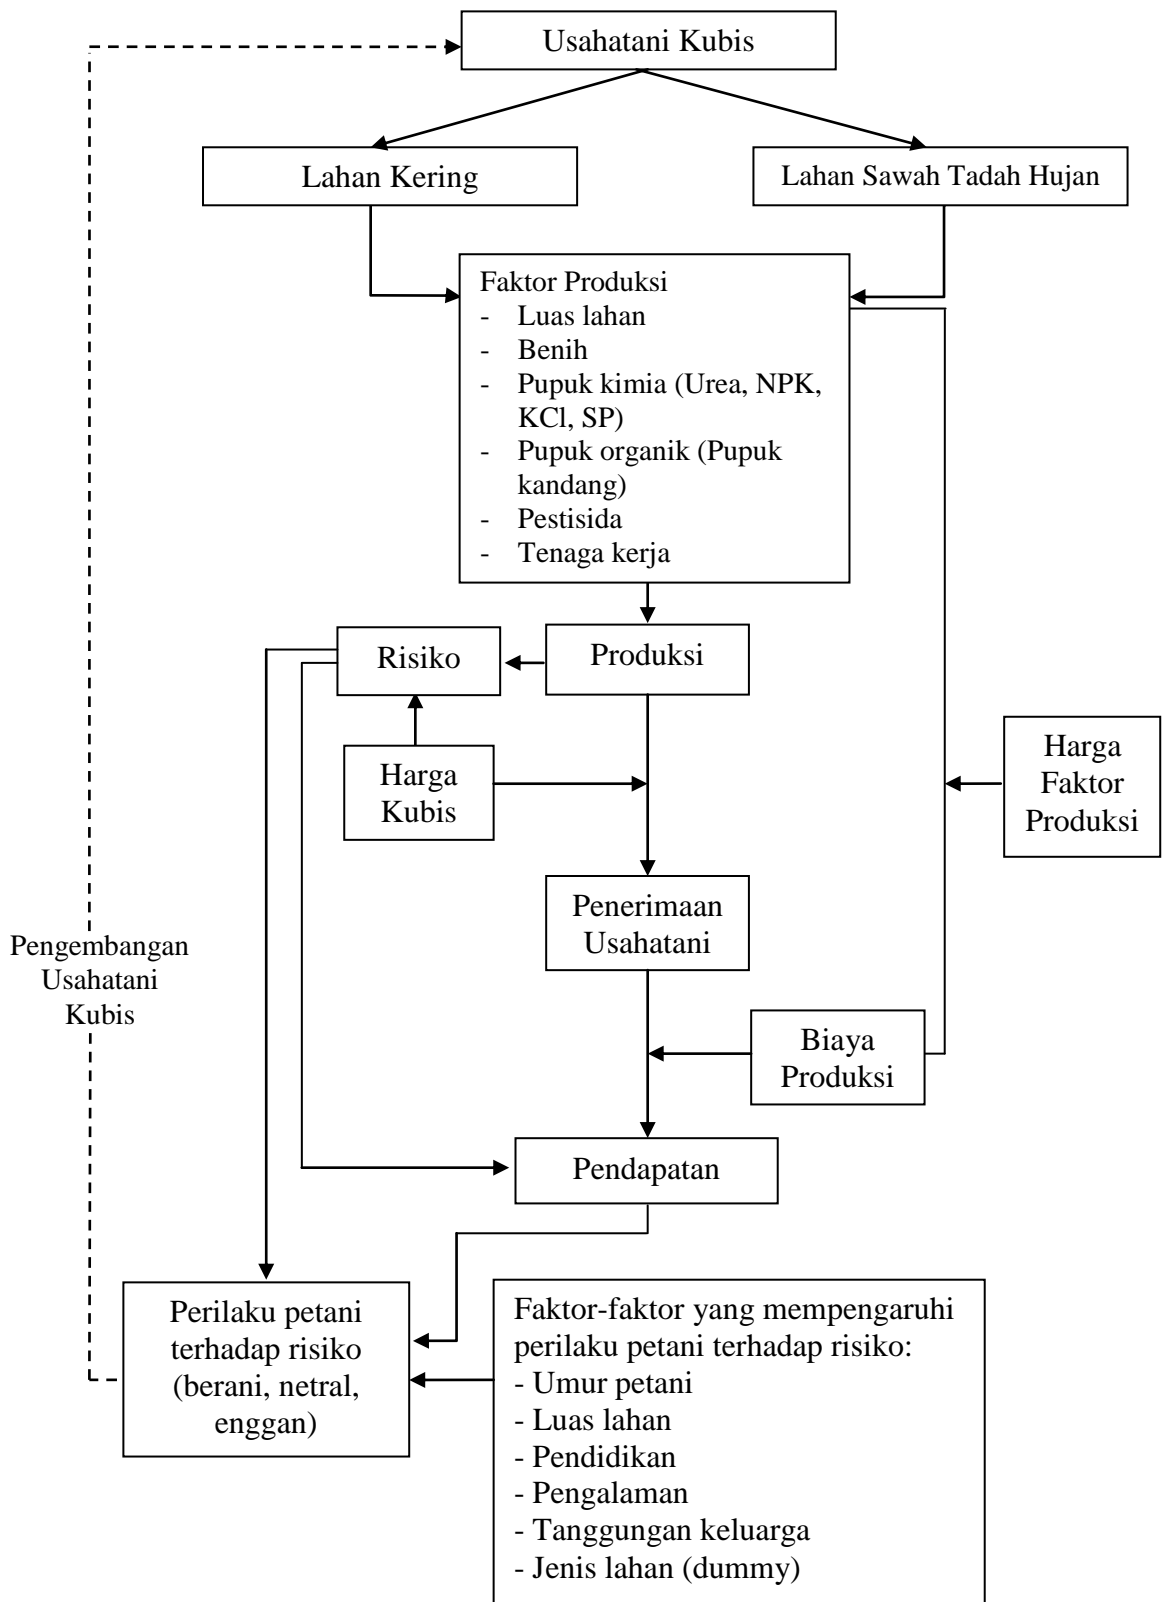 Usahatani Kubis
Lahan Kering
Lahan Sawah Tadah Hujan
Faktor Produksi
- Luas lahan
- Benih
- Pupuk kimia (Urea, NPK,
KCl, SP)
- Pupuk organik (Pupuk
kandang)
- Pestisida
- Tenaga kerja
Risiko
Produksi
Harga
Kubis
Harga
Faktor
Produksi
Penerimaan
Usahatani
Pengembangan
Usahatani
Kubis
Biaya
Produksi
Pendapatan
Perilaku petani
terhadap risiko
(berani, netral,
enggan)
Faktor-faktor yang mempengaruhi
perilaku petani terhadap risiko:
- Umur petani
- Luas lahan
- Pendidikan
- Pengalaman
- Tanggungan keluarga
- Jenis lahan (dummy)